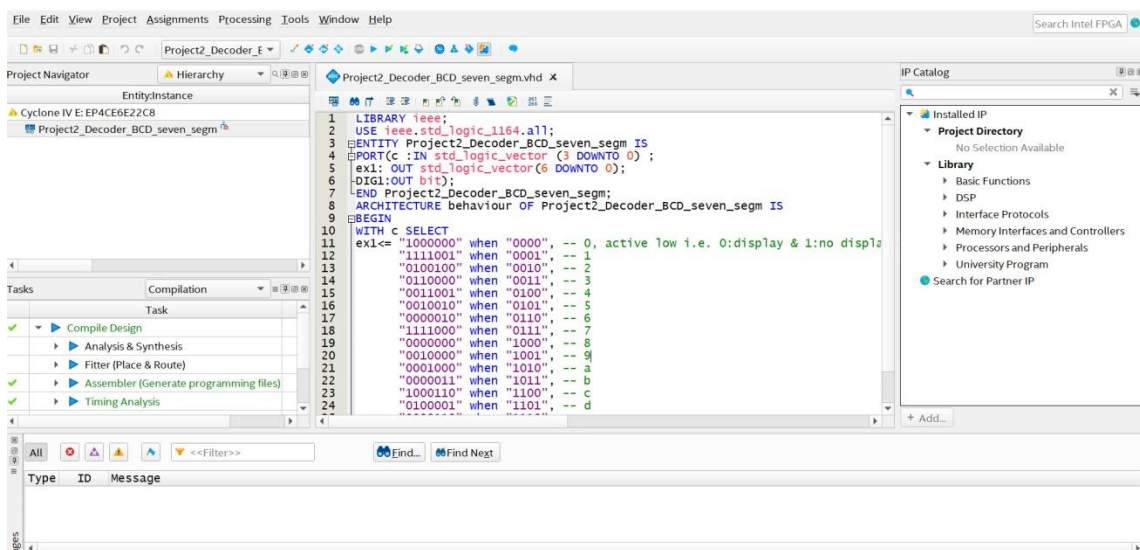 File Edit View Project Assignments Processing Tools Window Help
Search Intel FPGA
Project2_Decoder_E
Project Navigator
Hierarchy
Entity:Instance
Cyclone IV E: EP4CE6E22C8
Project2_Decoder_BCD_seven_segm
Tasks
Compilation
Task
Compile Design
Analysis & Synthesis
Fitter (Place & Route)
Assembler (Generate programming files)
Timing Analysis
Project2_Decoder_BCD_seven_segm.vhd
1 LIBRARY ieee;
2 USE ieee.std_logic_1164.all;
3 ENTITY Project2_Decoder_BCD_seven_segm IS
4 PORT(c :IN std_logic_vector (3 DOWNTO 0) ;
5 ex1: OUT std_logic_vector(6 DOWNTO 0);
6 DIG1:OUT bit);
7 END Project2_Decoder_BCD_seven_segm;
8 ARCHITECTURE behaviour OF Project2_Decoder_BCD_seven_segm IS
9 BEGIN
10 WITH c SELECT
11 ex1<= "1000000" when "0000", -- 0, active low i.e. 0:display & 1:no displa
12 "1111001" when "0001", -- 1
13 "0100100" when "0010", -- 2
14 "0110000" when "0011", -- 3
15 "0011001" when "0100", -- 4
16 "0010010" when "0101", -- 5
17 "0000010" when "0110", -- 6
18 "1111000" when "0111", -- 7
19 "0000000" when "1000", -- 8
20 "0010000" when "1001", -- 9
21 "0001000" when "1010", -- a
22 "0000011" when "1011", -- b
23 "1000110" when "1100", -- c
24 "0100001" when "1101", -- d
IP Catalog
Installed IP
Project Directory
No Selection Available
Library
Basic Functions
DSP
Interface Protocols
Memory Interfaces and Controllers
Processors and Peripherals
University Program
Search for Partner IP
+ Add...
All
<<Filter>>
Find...
Find Next
Type ID Message